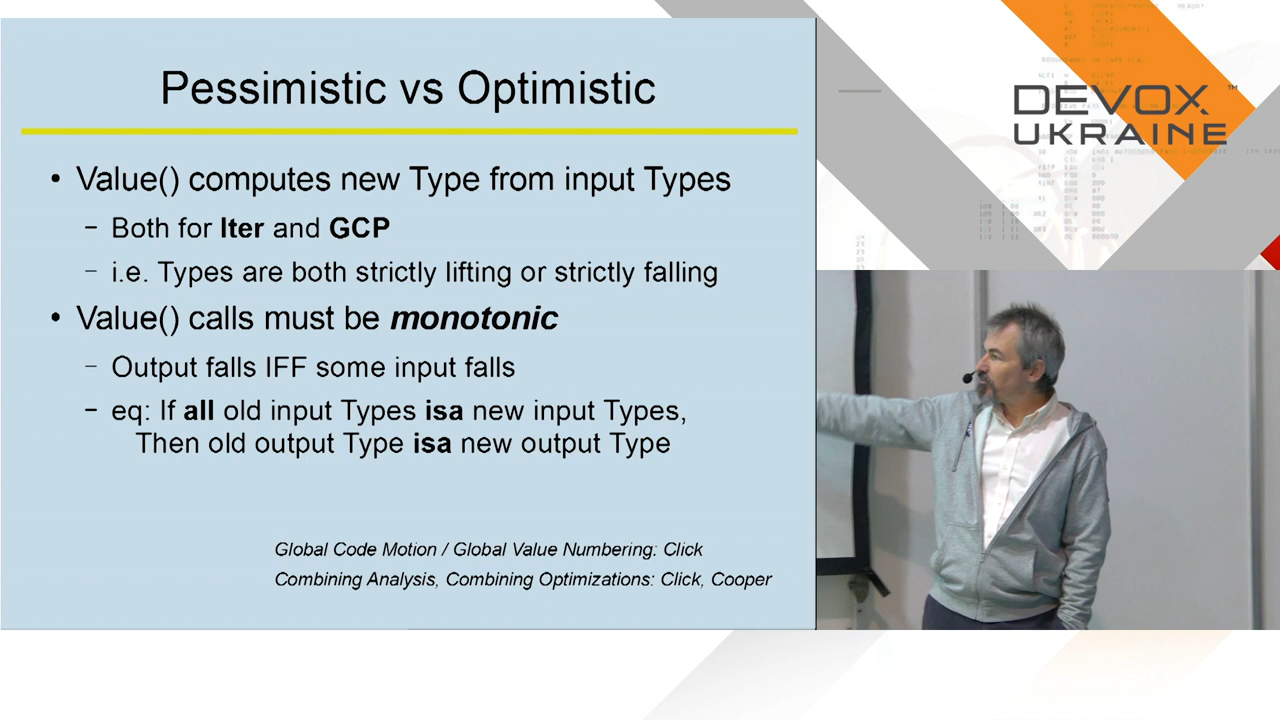 Pessimistic vs Optimistic
• Value() computes new Type from input Types
– Both for Iter and GCP
– i.e. Types are both strictly lifting or strictly falling
• Value() calls must be monotonic
– Output falls IFF some input falls
– eq: If all old input Types isa new input Types,
Then old output Type isa new output Type
Global Code Motion / Global Value Numbering: Click
Combining Analysis, Combining Optimizations: Click, Cooper
DEVOXX™
UKRAINE